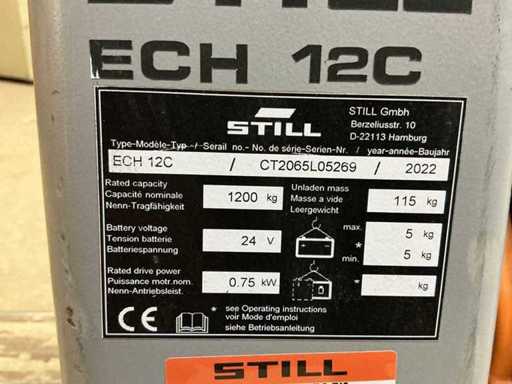 STILL
ECH 12C
STILL
STILL Gmbh
Berzeliusstr. 10
D-22113 Hamburg
Type-Modèle-Typ / Serail no.- No. de série-Serien-Nr. / year-année-Baujahr
ECH 12C / CT2065L05269 / 2022
Rated capacity
Capacité nominale
Nenn-Tragfähigkeit
1200 kg
Unladen mass
Masse a vide
Leergewicht
115 kg
Battery voltage
Tension batterie
Batteriespannung
24 V
max. 5 kg
*
min. 5 kg
Rated drive power
Puissance motr.nom.
Nenn-Antriebsleist.
0.75 kW.
* kg
* see Operating instructions
voir Mode d'emploi
siehe Betriebsanleitung
CE
STILL